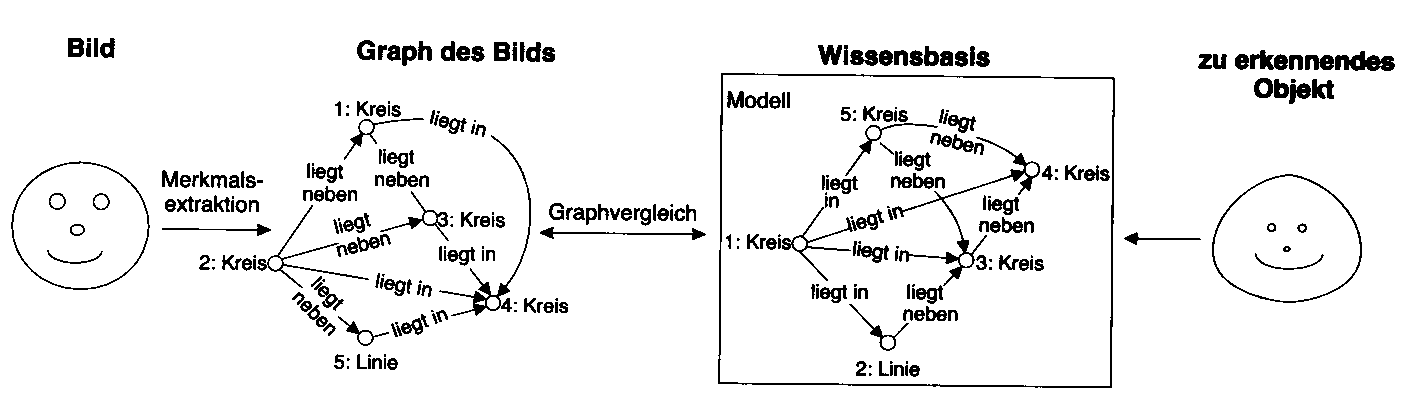 Bild
Graph des Bilds
Wissensbasis
zu erkennendes
Objekt
Merkmals-
extraktion
1: Kreis
liegt in
liegt
neben
liegt
neben
liegt
neben
3: Kreis
liegt in
2: Kreis
liegt in
liegt
neben
4: Kreis
liegt in
5: Linie
Graphvergleich
Modell
5: Kreis
liegt
neben
liegt
neben
liegt
in
4: Kreis
liegt in
liegt
neben
1: Kreis
liegt in
3: Kreis
liegt in
liegt
neben
2: Linie